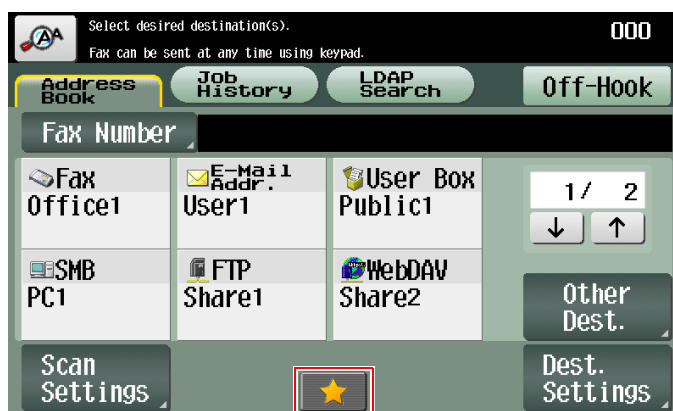 Select desired destination(s).
000
Fax can be sent at any time using keypad.
Address
Book
Job
History
LDAP
Search
Off-Hook
Fax Number
Fax
Office1
E-Mail
Addr.
User1
User Box
Public1
1/ 2
↓ ↑
SMB
PC1
FTP
Share1
WebDAV
Share2
Other
Dest.
Scan
Settings
Dest.
Settings